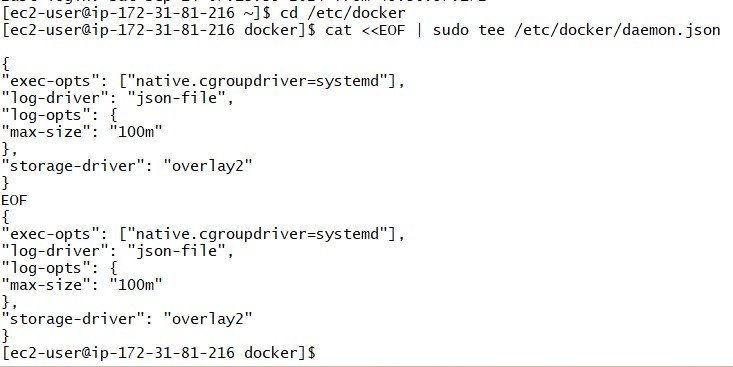 [ec2-user@ip-172-31-81-216 ~]$ cd /etc/docker
[ec2-user@ip-172-31-81-216 docker]$ cat <<EOF | sudo tee /etc/docker/daemon.json
{
"exec-opts": ["native.cgroupdriver=systemd"],
"log-driver": "json-file",
"log-opts": {
"max-size": "100m"
},
"storage-driver": "overlay2"
}
EOF
{
"exec-opts": ["native.cgroupdriver=systemd"],
"log-driver": "json-file",
"log-opts": {
"max-size": "100m"
},
"storage-driver": "overlay2"
}
[ec2-user@ip-172-31-81-216 docker]$